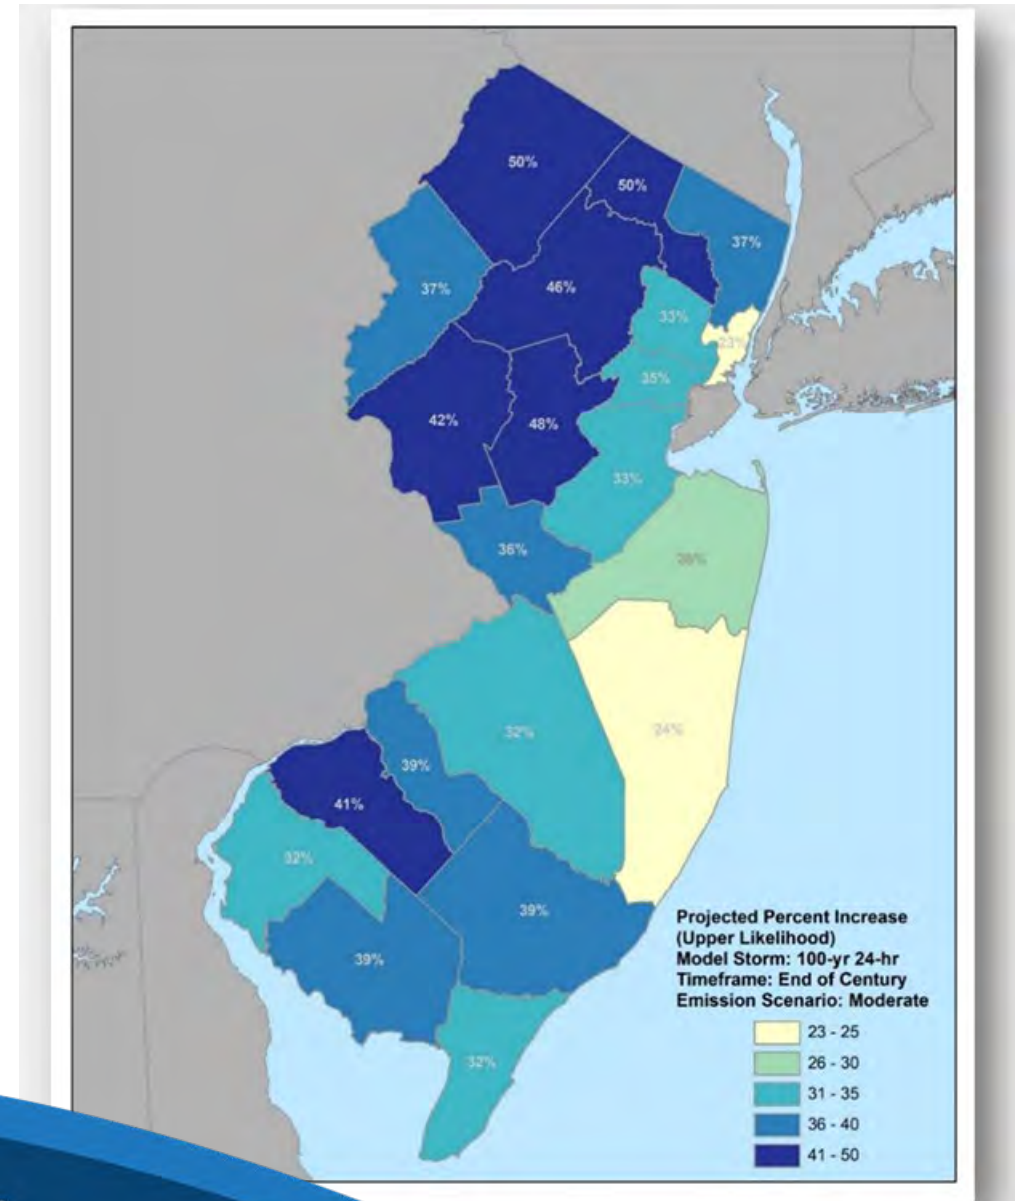 50%
50%
37%
37%
46%
33%
23%
35%
42%
48%
33%
36%
24%
32%
39%
41%
32%
39%
39%
32%
Projected Percent Increase
(Upper Likelihood)
Model Storm: 100-yr 24-hr
Timeframe: End of Century
Emission Scenario: Moderate
23 - 25
26 - 30
31 - 35
36 - 40
41 - 50